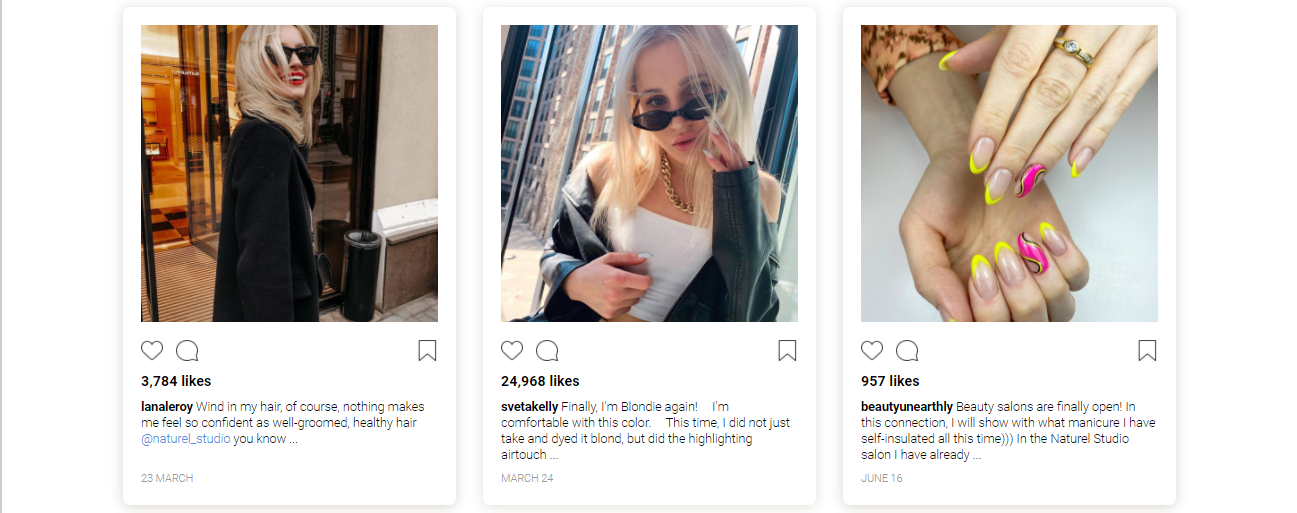 3,784 likes
lanaleroy Wind in my hair, of course, nothing makes
me feel so confident as well-groomed, healthy hair
@naturel_studio you know ...
23 MARCH
24,968 likes
svetakelly Finally, I'm Blondie again! I'm
comfortable with this color. This time, I did not just
take and dyed it blond, but did the highlighting
airtouch ...
MARCH 24
957 likes
beautyunearthly Beauty salons are finally open! In
this connection, I will show with what manicure I have
self-insulated all this time))) In the Naturel Studio
salon I have already ...
JUNE 16